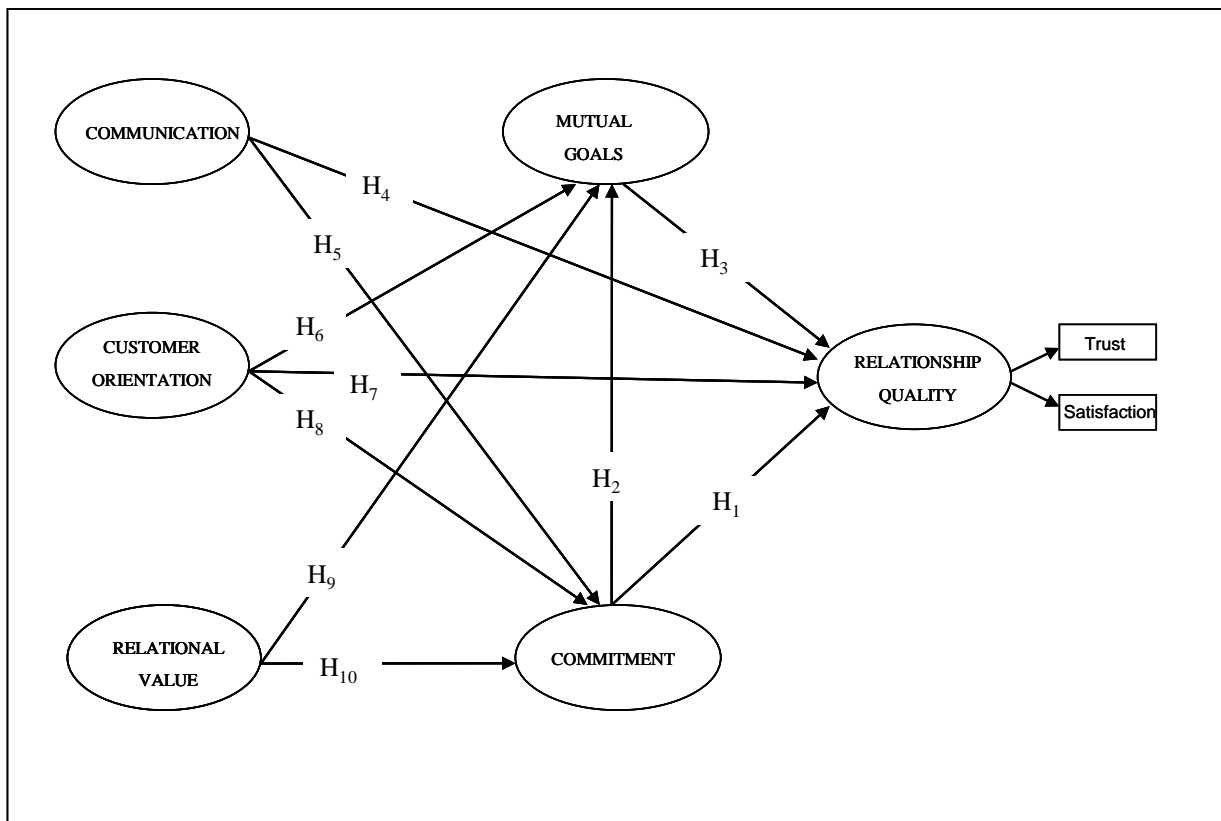 COMMUNICATION
MUTUAL
GOALS
H4
H5
H3
H6
CUSTOMER
ORIENTATION
H7
RELATIONSHIP
QUALITY
Trust
Satisfaction
H8
H2
H1
H9
RELATIONAL
VALUE
H10
COMMITMENT